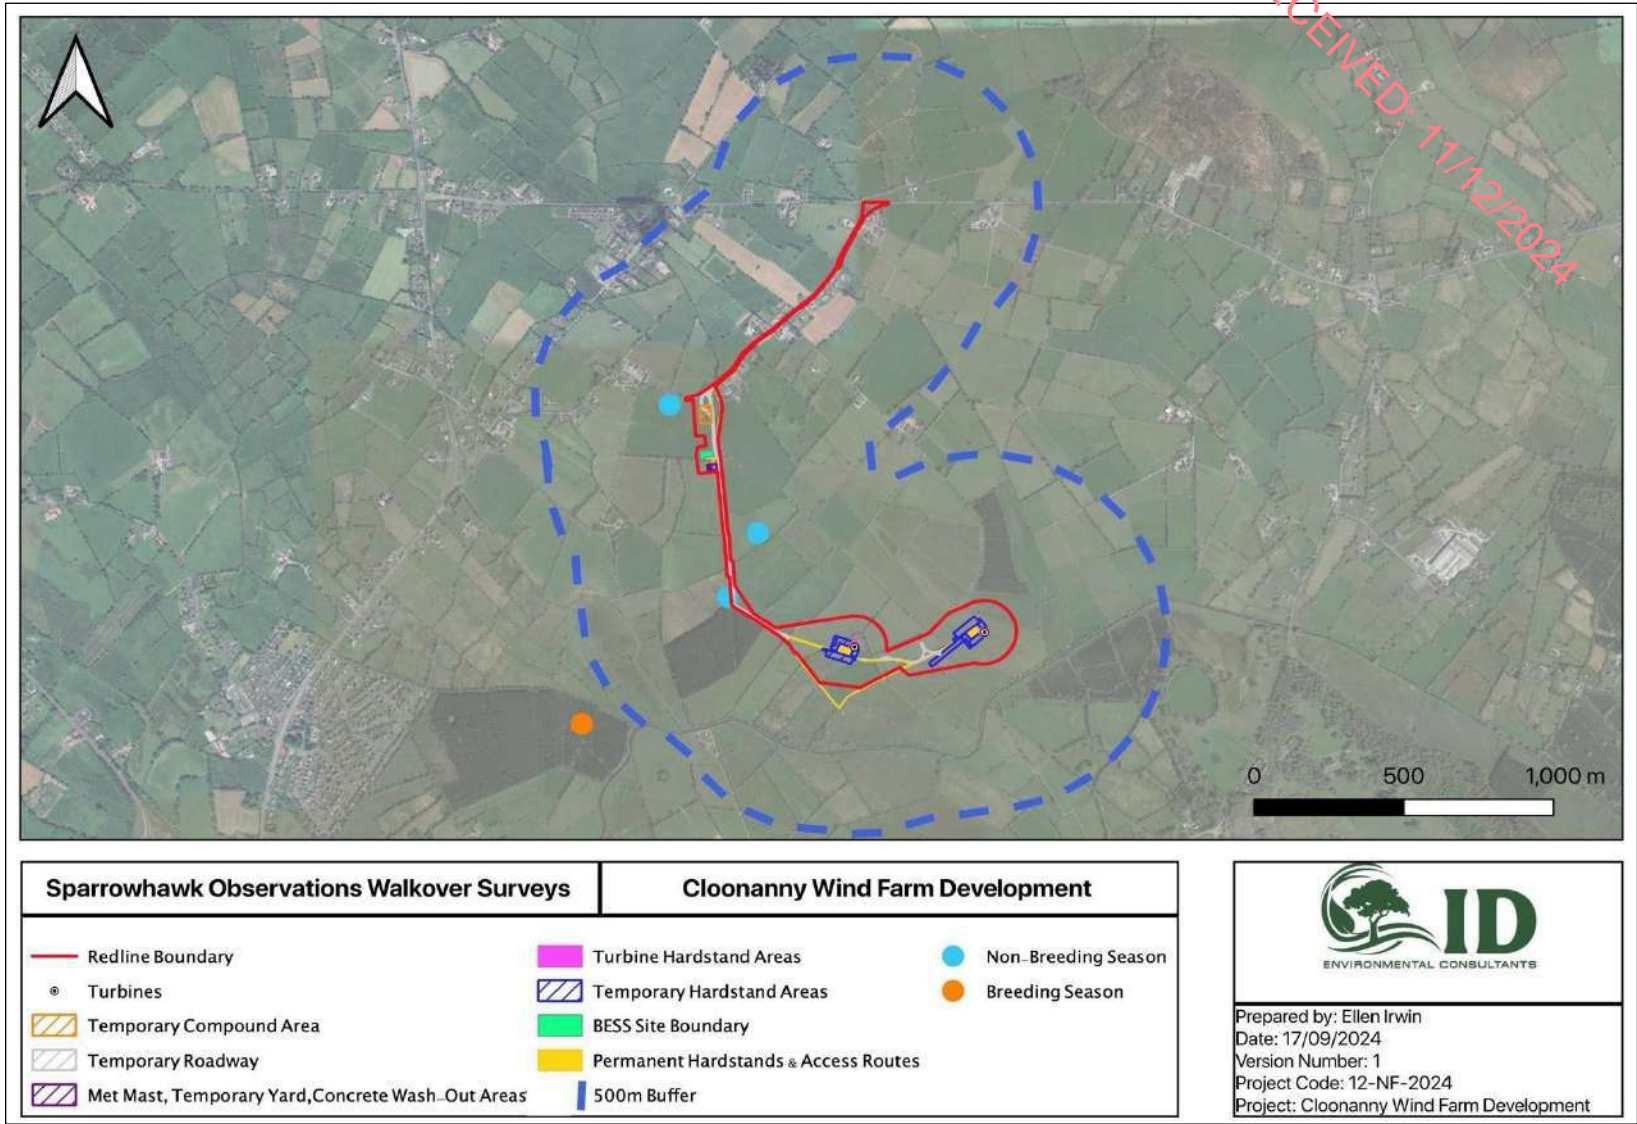 RECEIVED: 11/12/2024
0 500 1,000 m
Sparrowhawk Observations Walkover Surveys
Cloonanny Wind Farm Development
Redline Boundary
Turbines
Temporary Compound Area
Temporary Roadway
Met Mast, Temporary Yard,Concrete Wash-Out Areas
Turbine Hardstand Areas
Temporary Hardstand Areas
BESS Site Boundary
Permanent Hardstands & Access Routes
500m Buffer
Non-Breeding Season
Breeding Season
ID
ENVIRONMENTAL CONSULTANTS
Prepared by: Ellen Irwin
Date: 17/09/2024
Version Number: 1
Project Code: 12-NF-2024
Project: Cloonanny Wind Farm Development